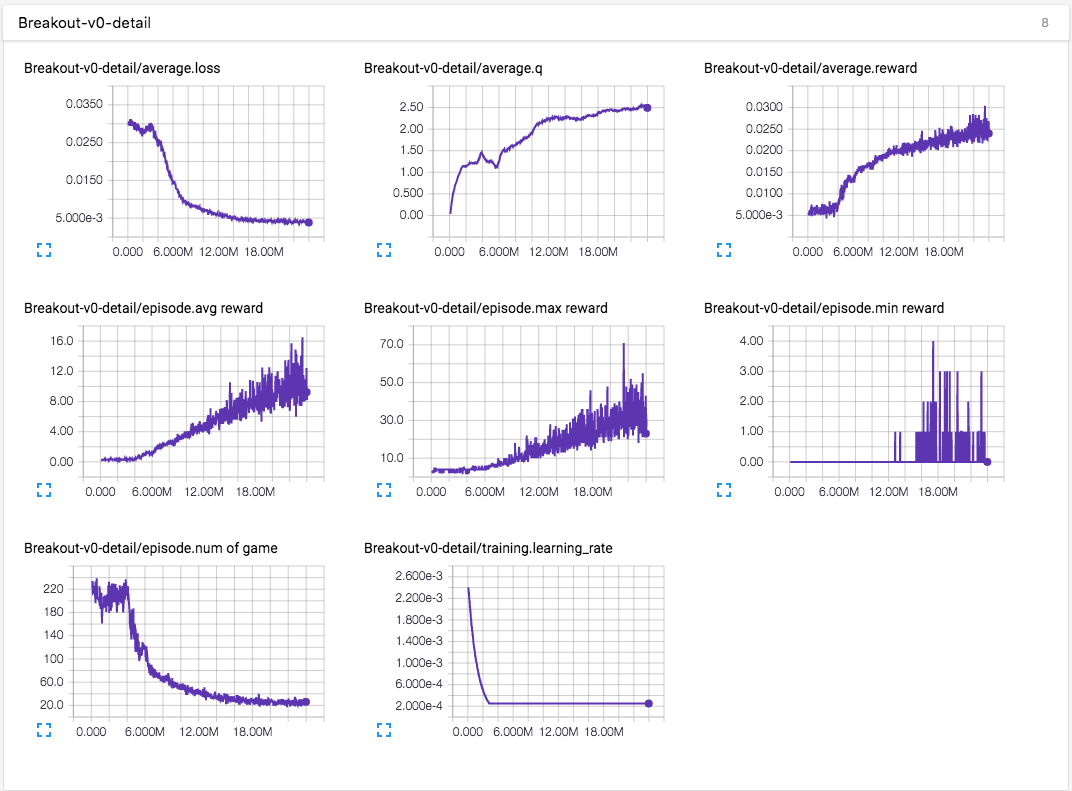 Breakout-v0-detail 8
Breakout-v0-detail/average.loss
0.0350
0.0250
0.0150
5.000e-3
0.000 6.000M 12.00M 18.00M
Breakout-v0-detail/average.q
2.50
2.00
1.50
1.00
0.500
0.00
0.000 6.000M 12.00M 18.00M
Breakout-v0-detail/average.reward
0.0300
0.0250
0.0200
0.0150
0.0100
5.000e-3
0.000 6.000M 12.00M 18.00M
Breakout-v0-detail/episode.avg reward
16.0
12.0
8.00
4.00
0.00
0.000 6.000M 12.00M 18.00M
Breakout-v0-detail/episode.max reward
70.0
50.0
30.0
10.0
0.000 6.000M 12.00M 18.00M
Breakout-v0-detail/episode.min reward
4.00
3.00
2.00
1.00
0.00
0.000 6.000M 12.00M 18.00M
Breakout-v0-detail/episode.num of game
220
180
140
100
60.0
20.0
0.000 6.000M 12.00M 18.00M
Breakout-v0-detail/training.learning_rate
2.600e-3
2.200e-3
1.800e-3
1.400e-3
1.000e-3
6.000e-4
2.000e-4
0.000 6.000M 12.00M 18.00M